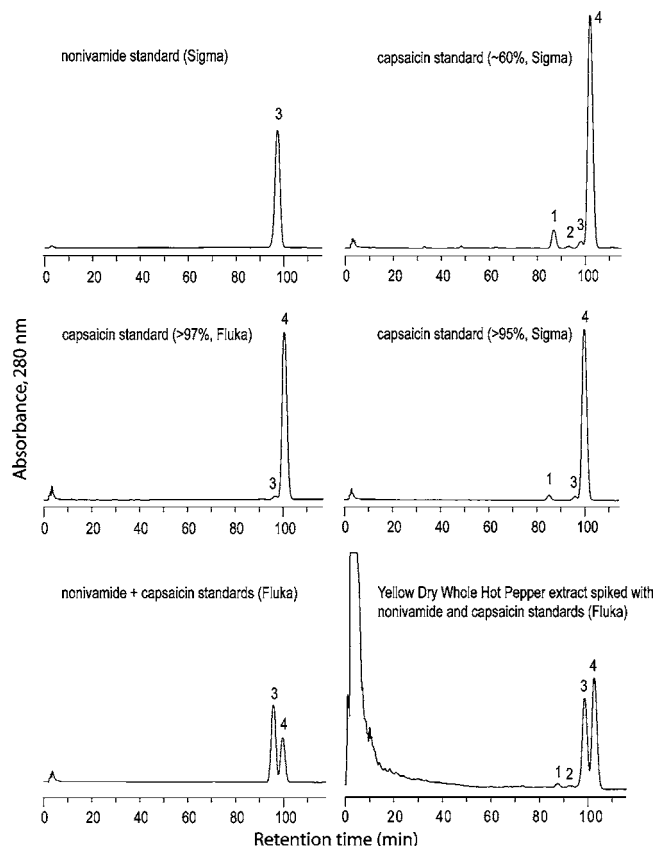 nonivamide standard (Sigma)
3
0 20 40 60 80 100
capsaicin standard (~60%, Sigma)
4
1
2
3
0 20 40 60 80 100
Absorbance, 280 nm
capsaicin standard (>97%, Fluka)
4
3
0 20 40 60 80 100
capsaicin standard (>95%, Sigma)
4
1
3
0 20 40 60 80 100
nonivamide + capsaicin standards (Fluka)
3
4
0 20 40 60 80 100
Yellow Dry Whole Hot Pepper extract spiked with
nonivamide and capsaicin standards (Fluka)
4
3
1 2
0 20 40 60 80 100
Retention time (min)